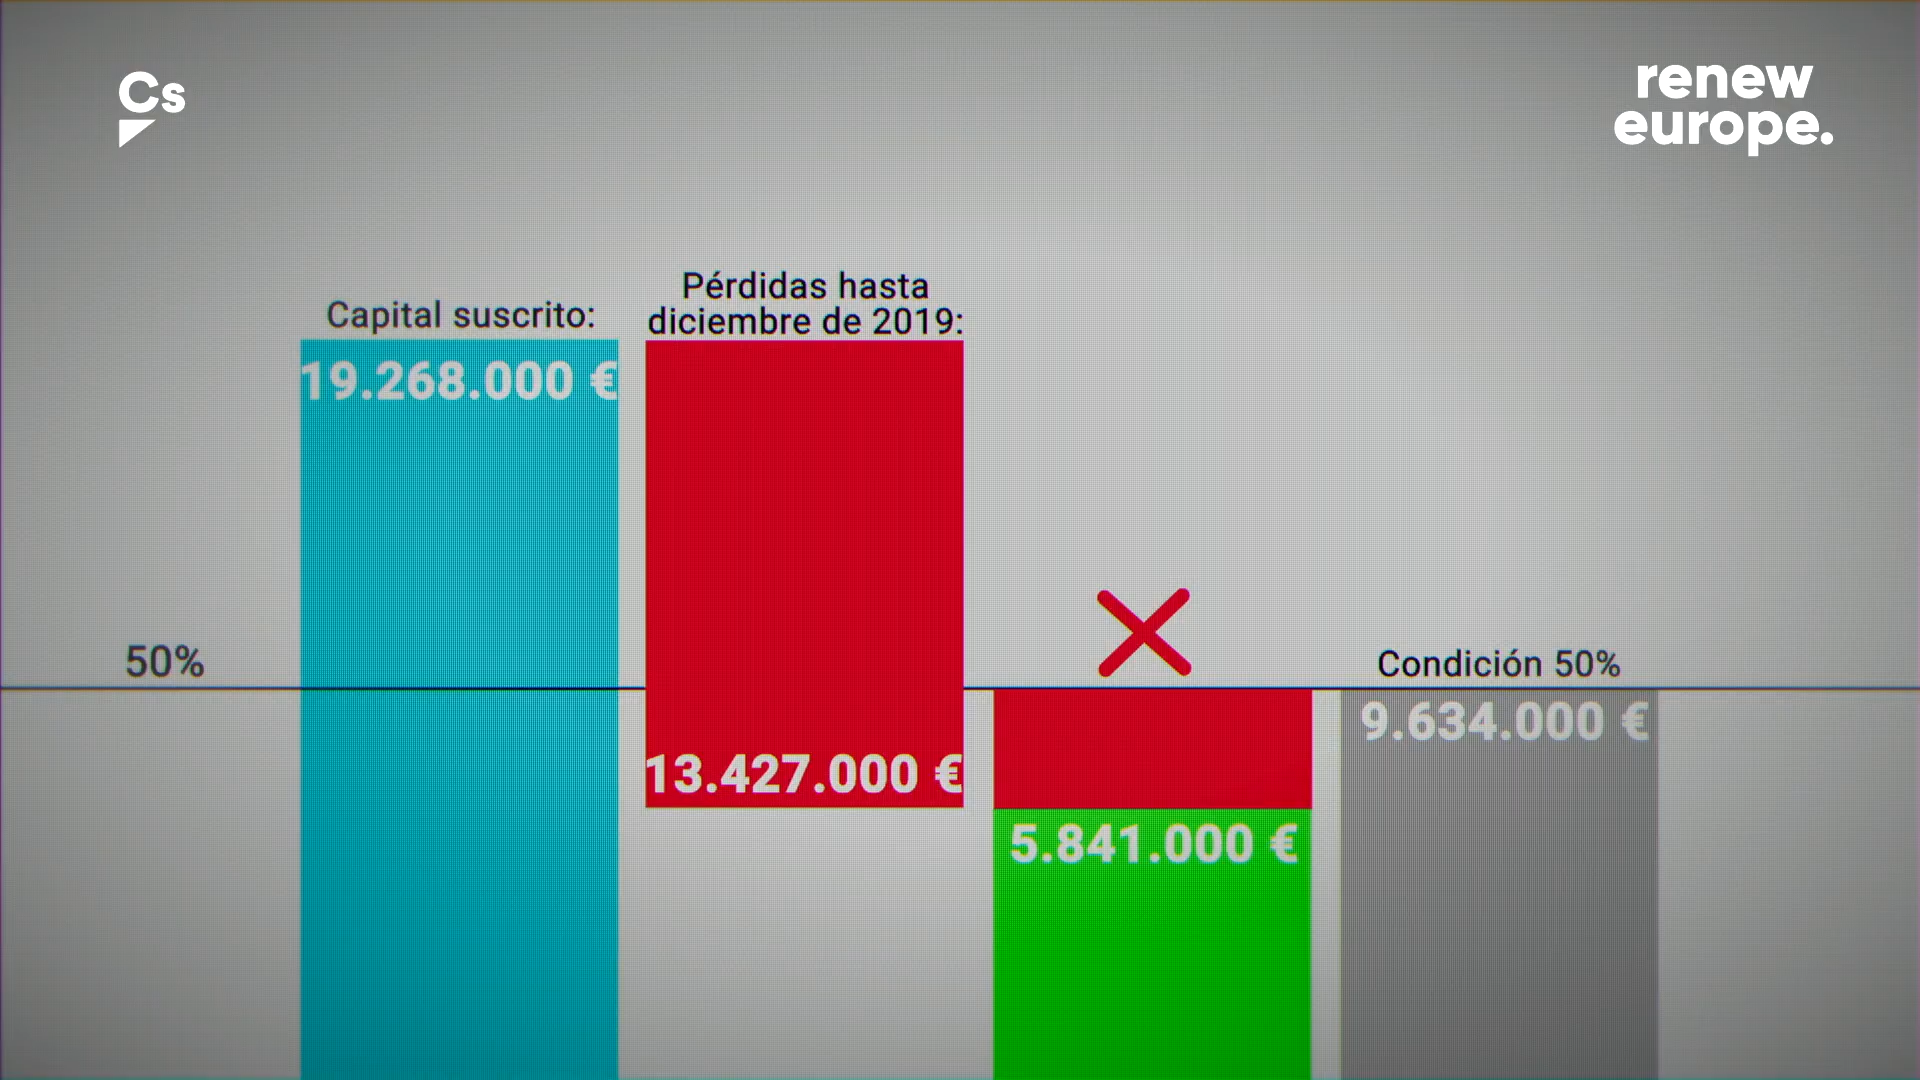 Cs
renew
europe.
Capital suscrito:
19.268.000 €
Pérdidas hasta
diciembre de 2019:
13.427.000 €
50%
5.841.000 €
Condición 50%
9.634.000 €